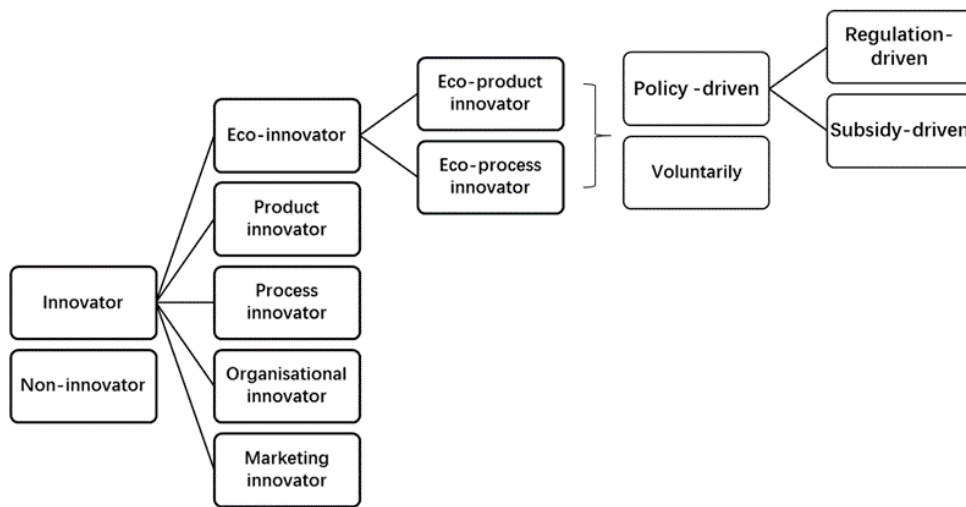 Innovator
Non-innovator
Eco-innovator
Product
innovator
Process
innovator
Organisational
innovator
Marketing
innovator
Eco-product
innovator
Eco-process
innovator
Policy -driven
Voluntarily
Regulation-
driven
Subsidy-driven